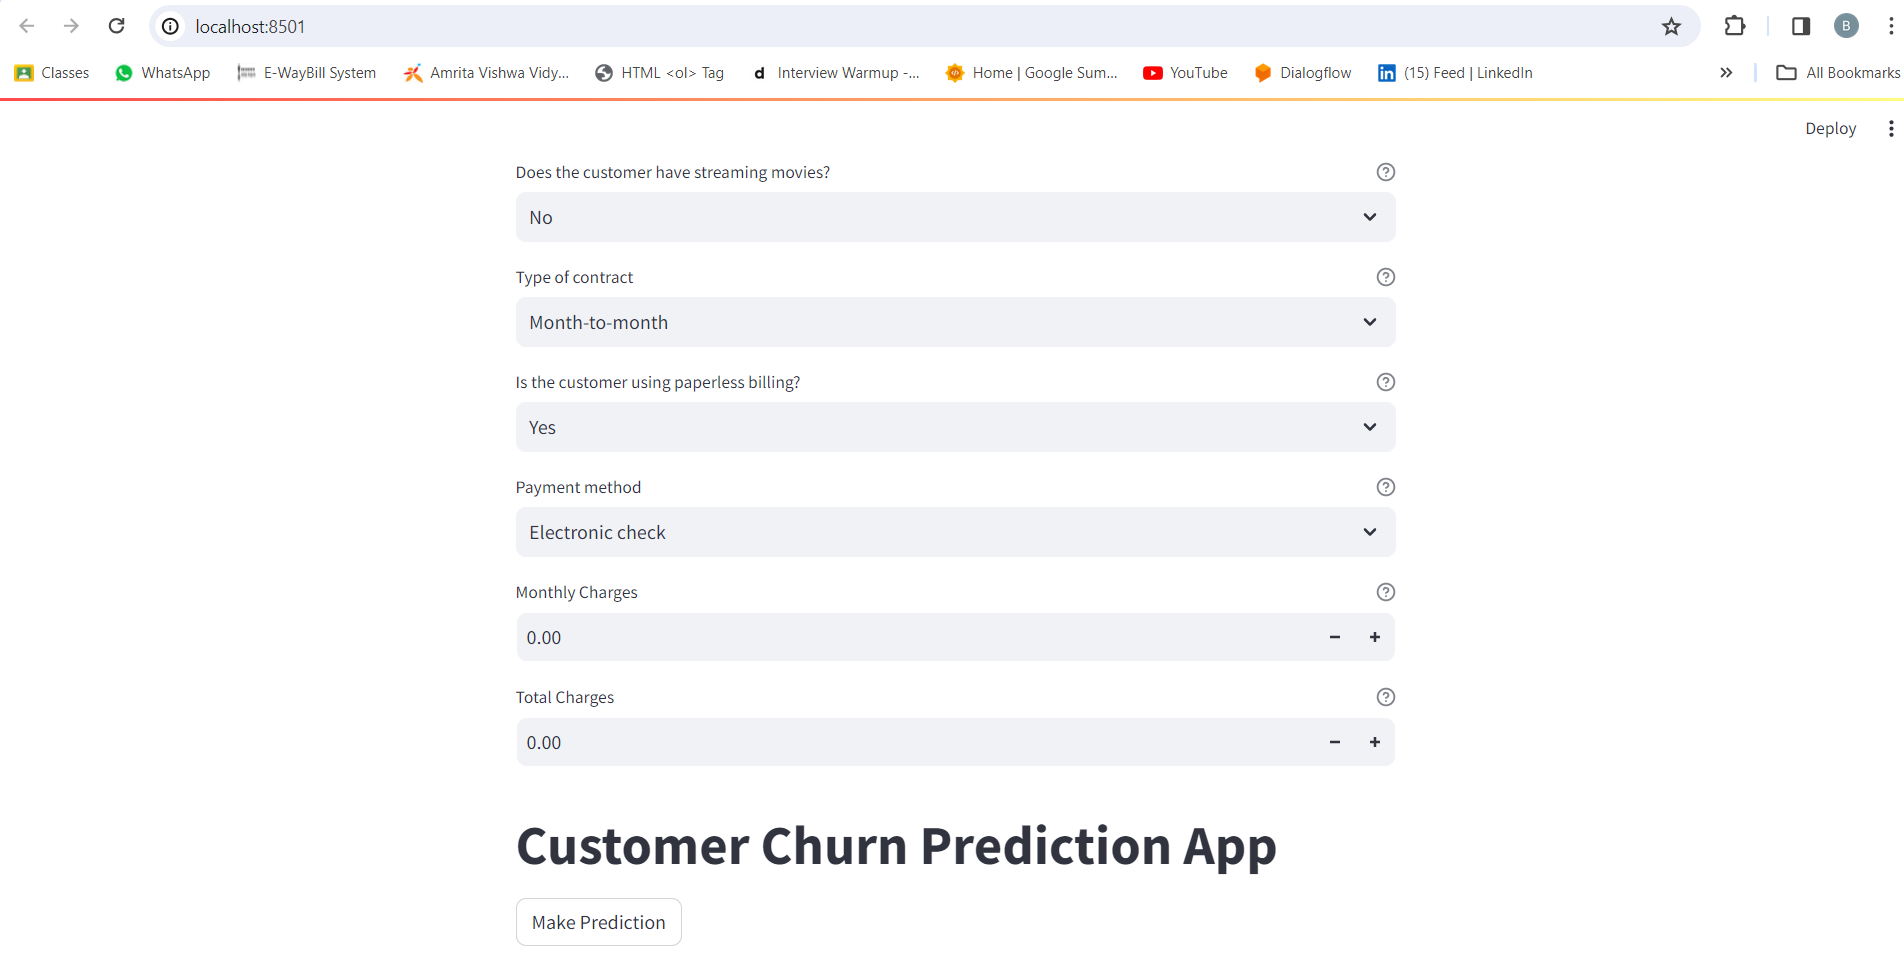 localhost:8501
B
Classes
WhatsApp
E-WayBill System
Amrita Vishwa Vidy...
HTML <ol> Tag
d Interview Warmup -...
Home | Google Sum...
YouTube
Dialogflow
in (15) Feed | LinkedIn
»
All Bookmarks
Deploy
Does the customer have streaming movies?
No
Type of contract
Month-to-month
Is the customer using paperless billing?
Yes
Payment method
Electronic check
Monthly Charges
0.00
Total Charges
0.00
Customer Churn Prediction App
Make Prediction